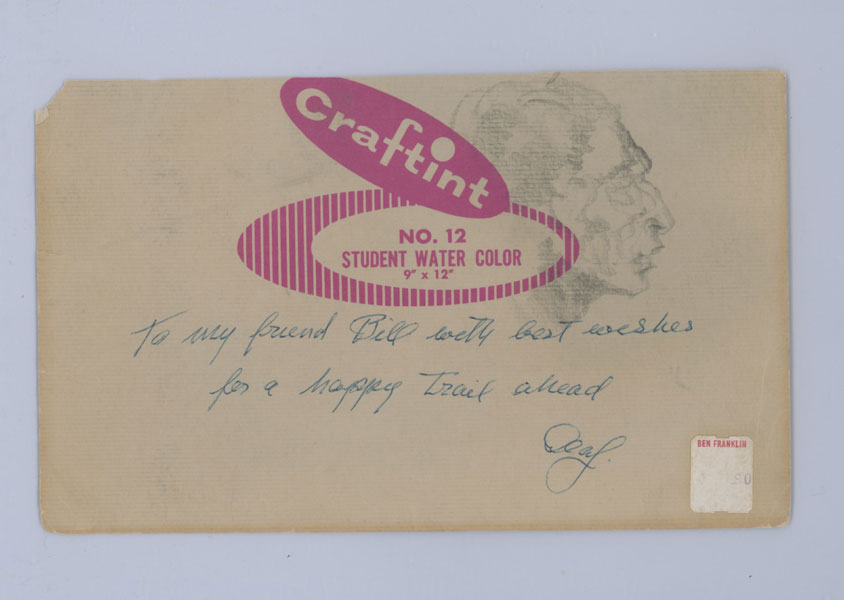 Craftint
NO. 12
STUDENT WATER COLOR
9" x 12"
To my friend Bill with best wishes
for a happy trail ahead
Olaf.
BEN FRANKLIN